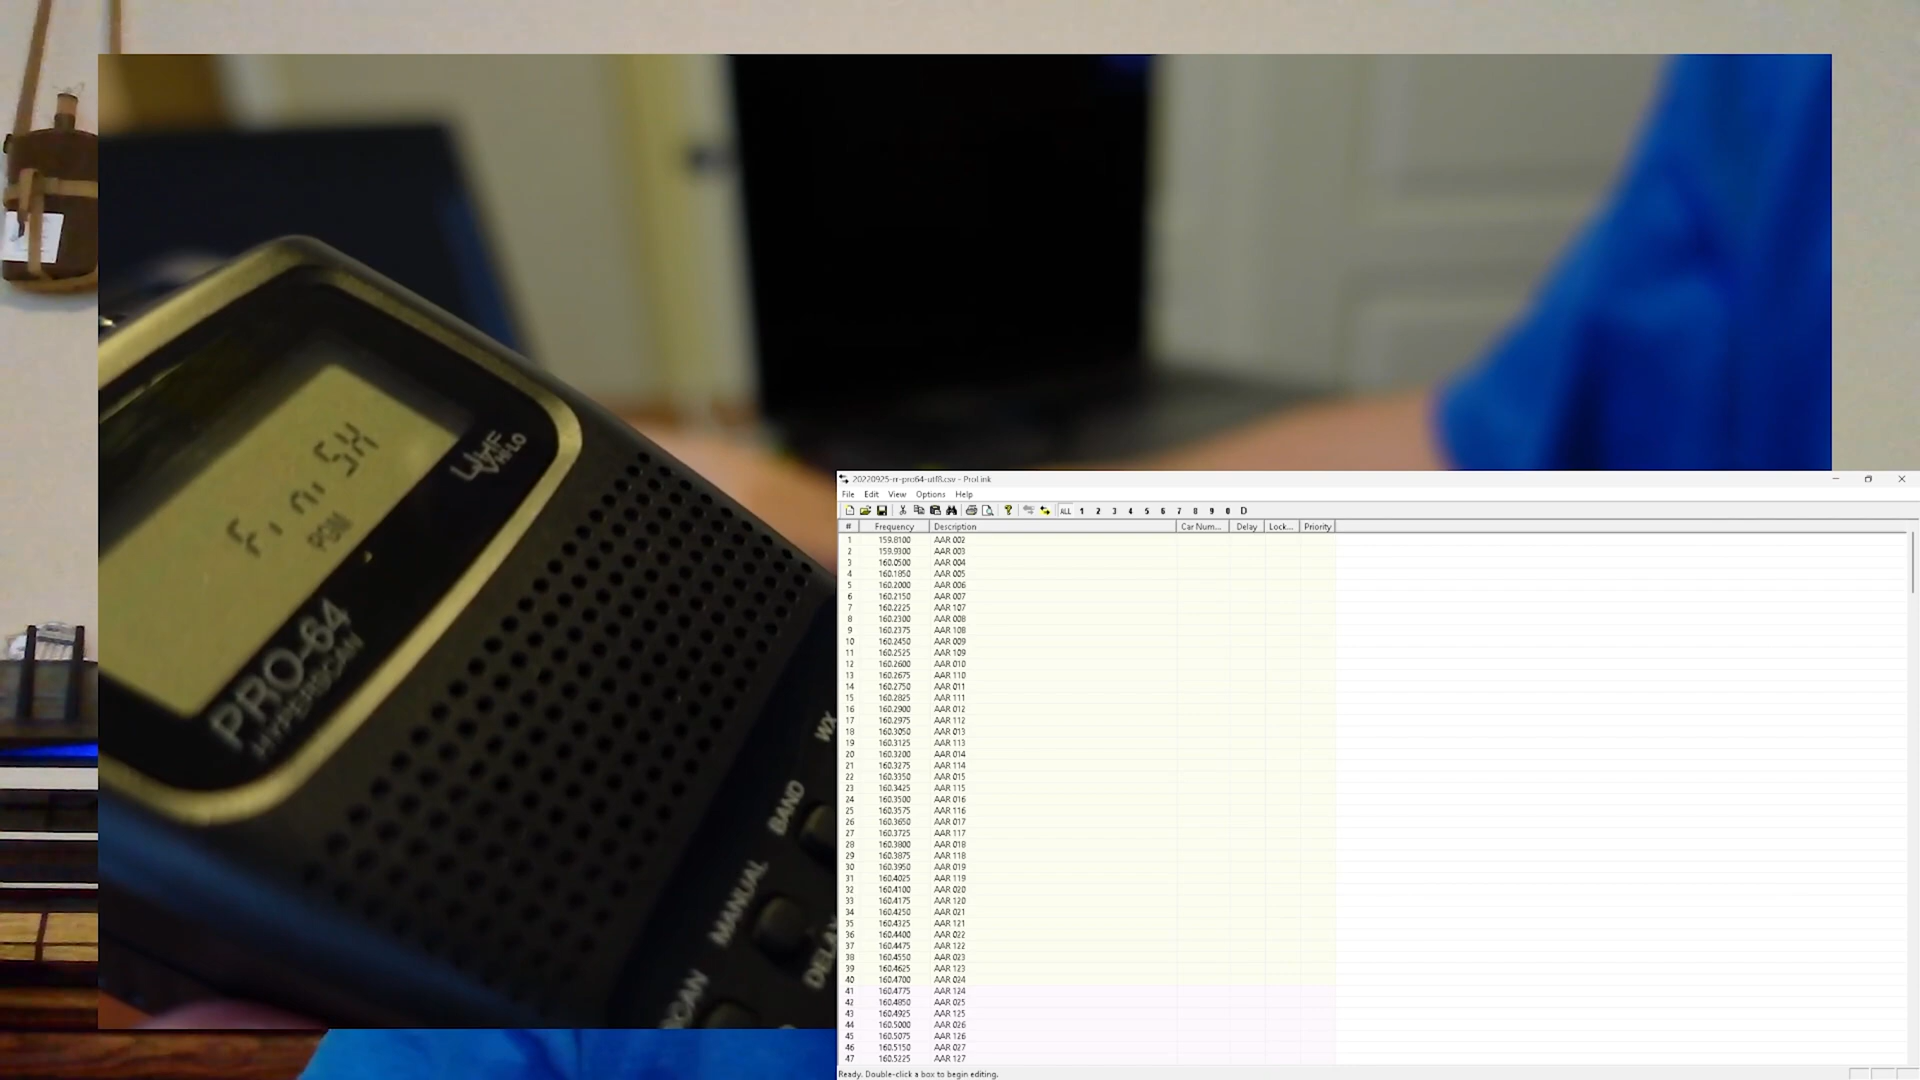 FiniSH
PGM
UHF
VHF HI-LO
PRO-64
HYPERSCAN
WX
BAND
MANUAL
SCAN
20220925-rr-pro64-utf8.csv - ProLink
File Edit View Options Help
ALL 1 2 3 4 5 6 7 8 9 0 D
# Frequency Description Car Num... Delay Lock... Priority
1 159.8100 AAR 002
2 159.9300 AAR 003
3 160.0500 AAR 004
4 160.1850 AAR 005
5 160.2000 AAR 006
6 160.2150 AAR 007
7 160.2225 AAR 107
8 160.2300 AAR 008
9 160.2375 AAR 108
10 160.2450 AAR 009
11 160.2525 AAR 109
12 160.2600 AAR 010
13 160.2675 AAR 110
14 160.2750 AAR 011
15 160.2825 AAR 111
16 160.2900 AAR 012
17 160.2975 AAR 112
18 160.3050 AAR 013
19 160.3125 AAR 113
20 160.3200 AAR 014
21 160.3275 AAR 114
22 160.3350 AAR 015
23 160.3425 AAR 115
24 160.3500 AAR 016
25 160.3575 AAR 116
26 160.3650 AAR 017
27 160.3725 AAR 117
28 160.3800 AAR 018
29 160.3875 AAR 118
30 160.3950 AAR 019
31 160.4025 AAR 119
32 160.4100 AAR 020
33 160.4175 AAR 120
34 160.4250 AAR 021
35 160.4325 AAR 121
36 160.4400 AAR 022
37 160.4475 AAR 122
38 160.4550 AAR 023
39 160.4625 AAR 123
40 160.4700 AAR 024
41 160.4775 AAR 124
42 160.4850 AAR 025
43 160.4925 AAR 125
44 160.5000 AAR 026
45 160.5075 AAR 126
46 160.5150 AAR 027
47 160.5225 AAR 127
Ready. Double-click a box to begin editing.